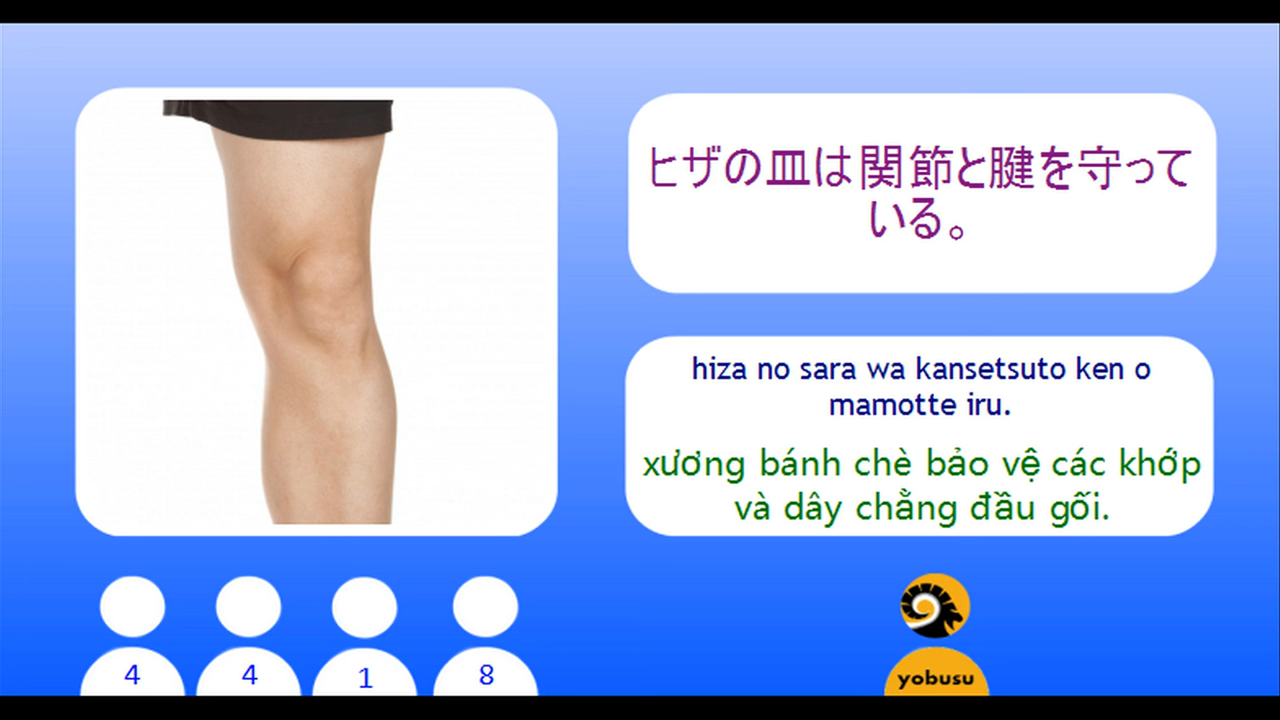 ヒザの皿は関節と腱を守って
いる。
hiza no sara wa kansetsuto ken o
mamotte iru.
xương bánh chè bảo vệ các khớp
và dây chằng đầu gối.
4 4 1 8
yobusu